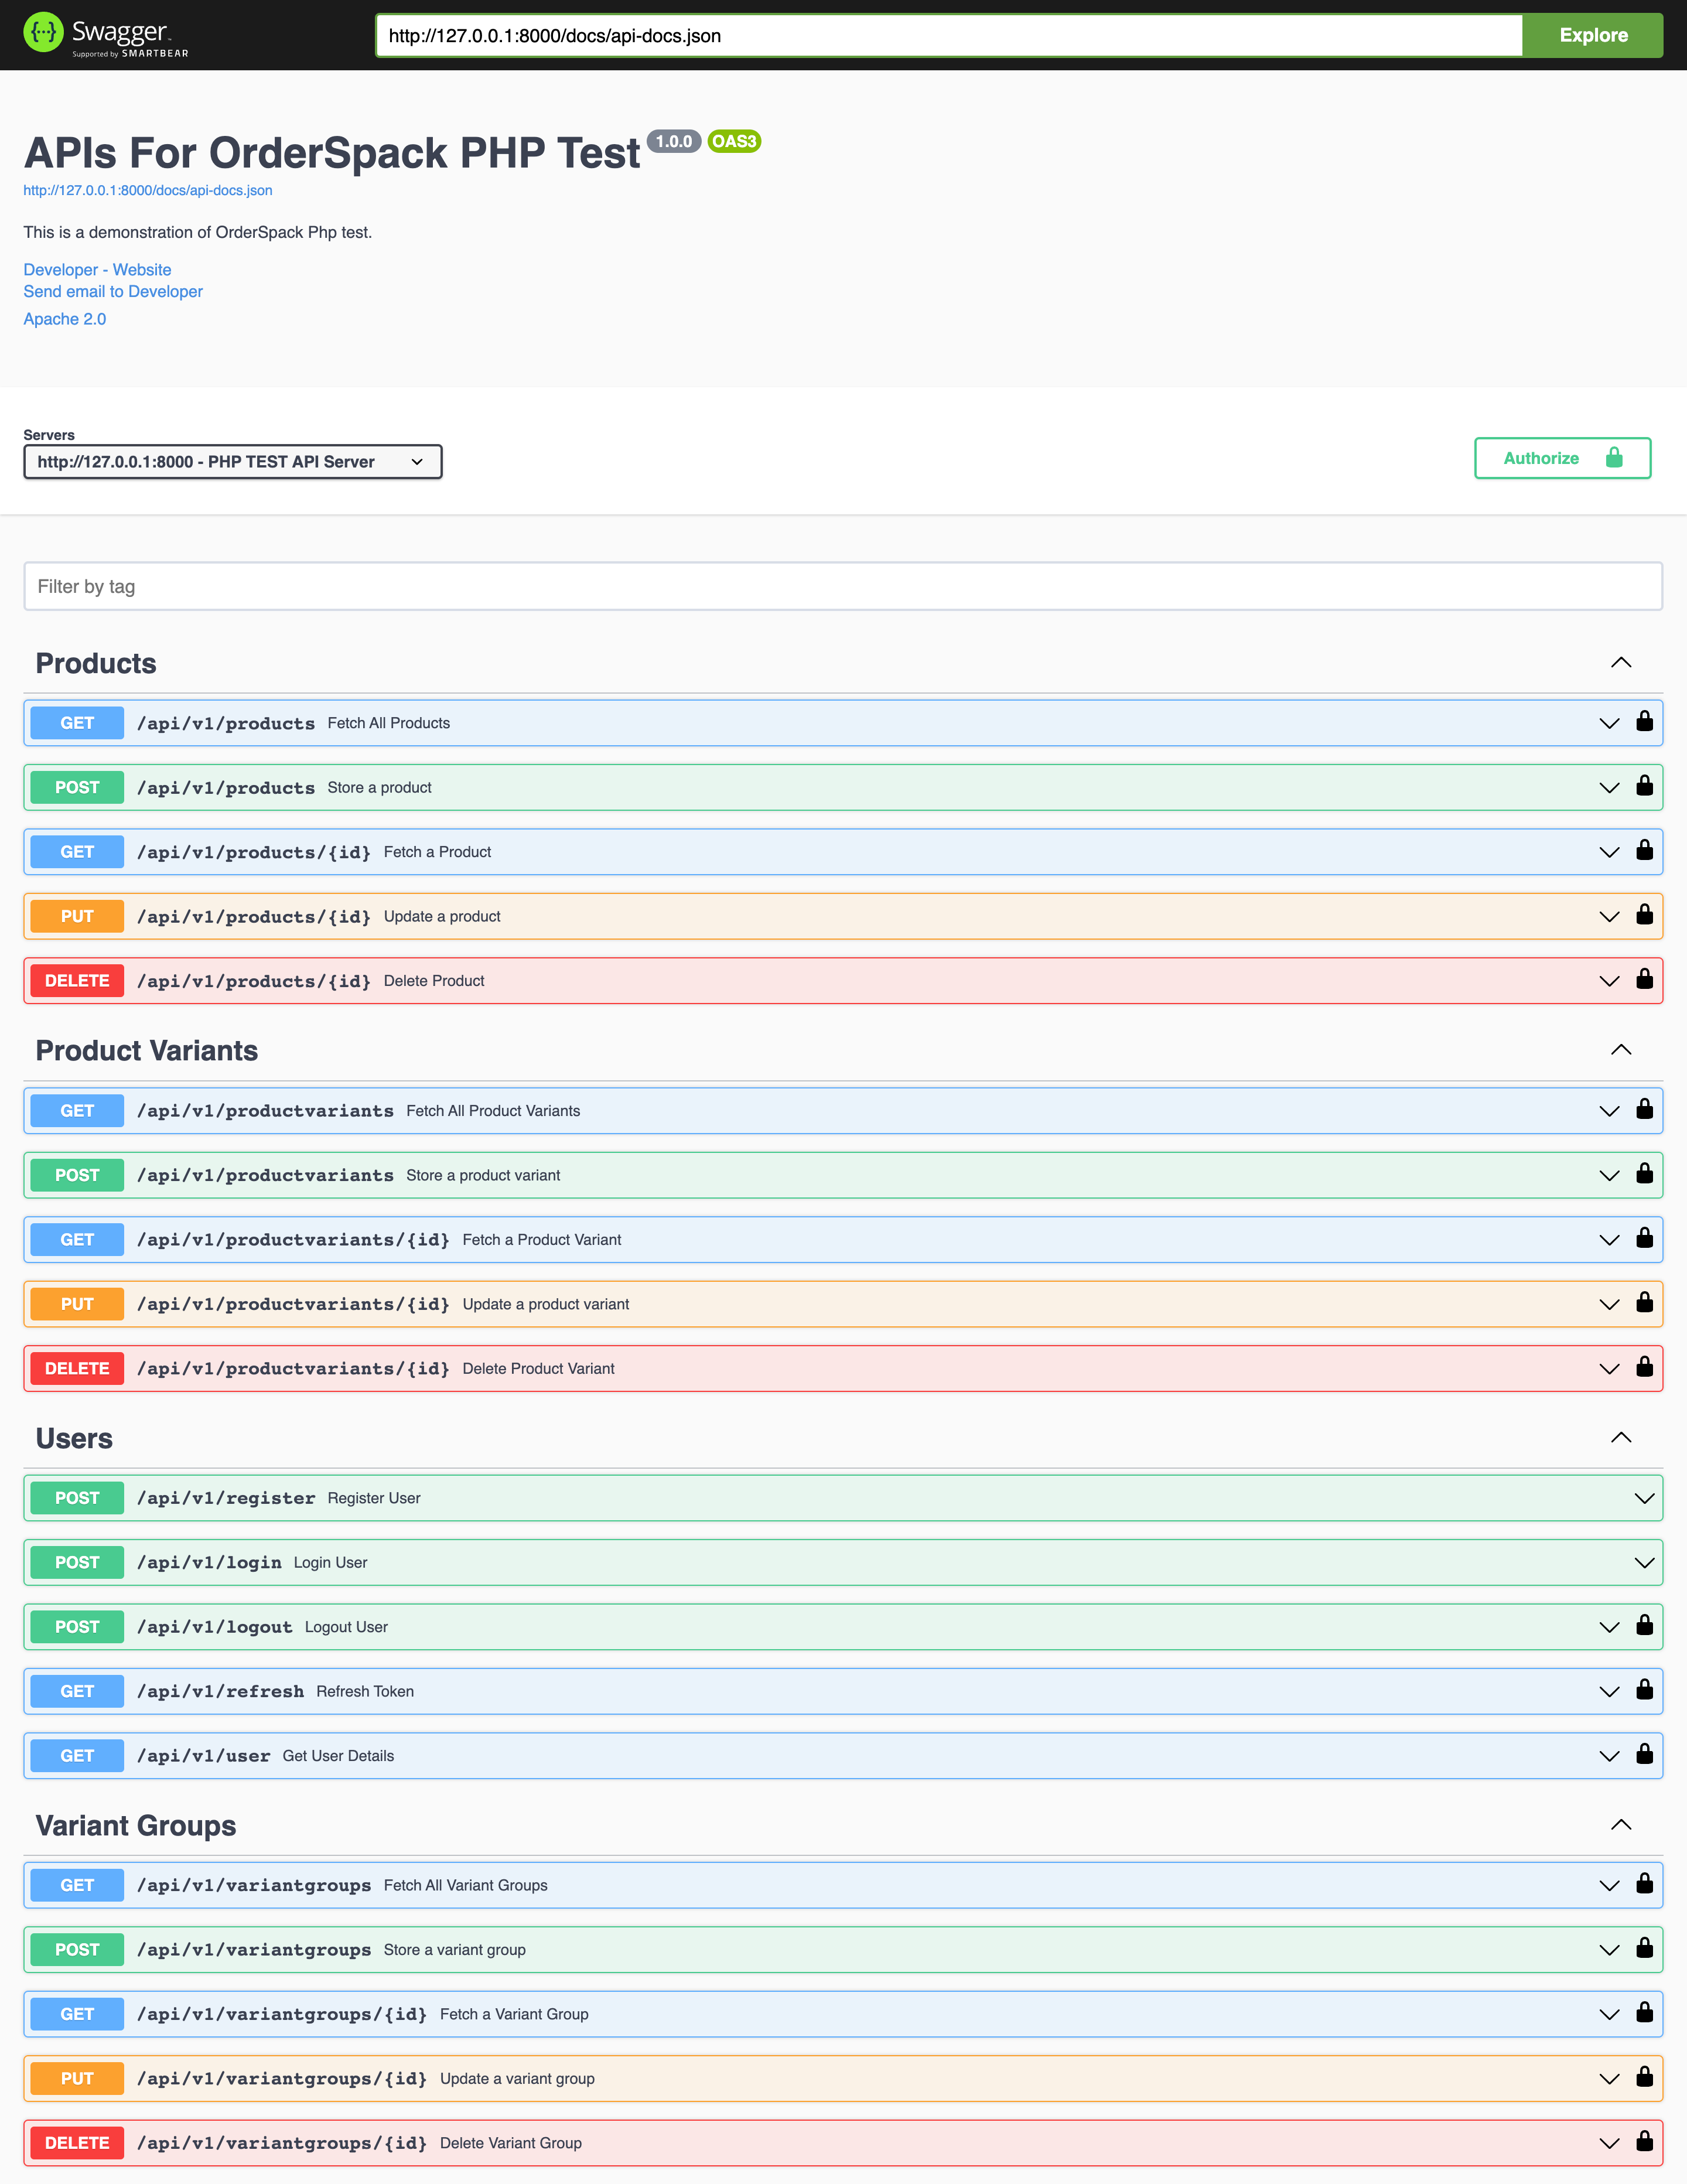 Swagger™
Supported by SMARTBEAR
http://127.0.0.1:8000/docs/api-docs.json
Explore
APIs For OrderSpack PHP Test 1.0.0 OAS3
http://127.0.0.1:8000/docs/api-docs.json
This is a demonstration of OrderSpack Php test.
Developer - Website
Send email to Developer
Apache 2.0
Servers
http://127.0.0.1:8000 - PHP TEST API Server
Authorize
Filter by tag
Products
GET /api/v1/products Fetch All Products
POST /api/v1/products Store a product
GET /api/v1/products/{id} Fetch a Product
PUT /api/v1/products/{id} Update a product
DELETE /api/v1/products/{id} Delete Product
Product Variants
GET /api/v1/productvariants Fetch All Product Variants
POST /api/v1/productvariants Store a product variant
GET /api/v1/productvariants/{id} Fetch a Product Variant
PUT /api/v1/productvariants/{id} Update a product variant
DELETE /api/v1/productvariants/{id} Delete Product Variant
Users
POST /api/v1/register Register User
POST /api/v1/login Login User
POST /api/v1/logout Logout User
GET /api/v1/refresh Refresh Token
GET /api/v1/user Get User Details
Variant Groups
GET /api/v1/variantgroups Fetch All Variant Groups
POST /api/v1/variantgroups Store a variant group
GET /api/v1/variantgroups/{id} Fetch a Variant Group
PUT /api/v1/variantgroups/{id} Update a variant group
DELETE /api/v1/variantgroups/{id} Delete Variant Group